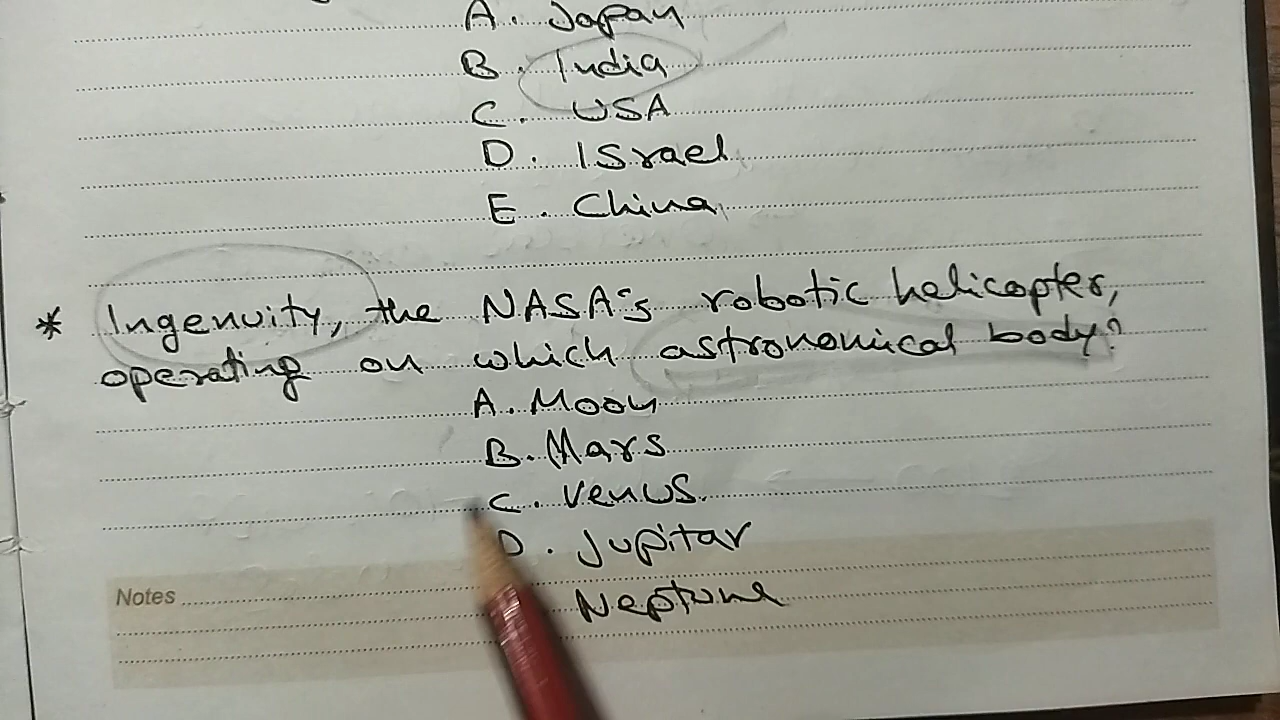 A. Japan
B. India
C. USA
D. Israel
E. China
* Ingenuity, the NASA's robotic helicopter,
operating on which astronomical body?
A. Moon
B. Mars
C. Venus.
D. Jupitar
Neptune
Notes